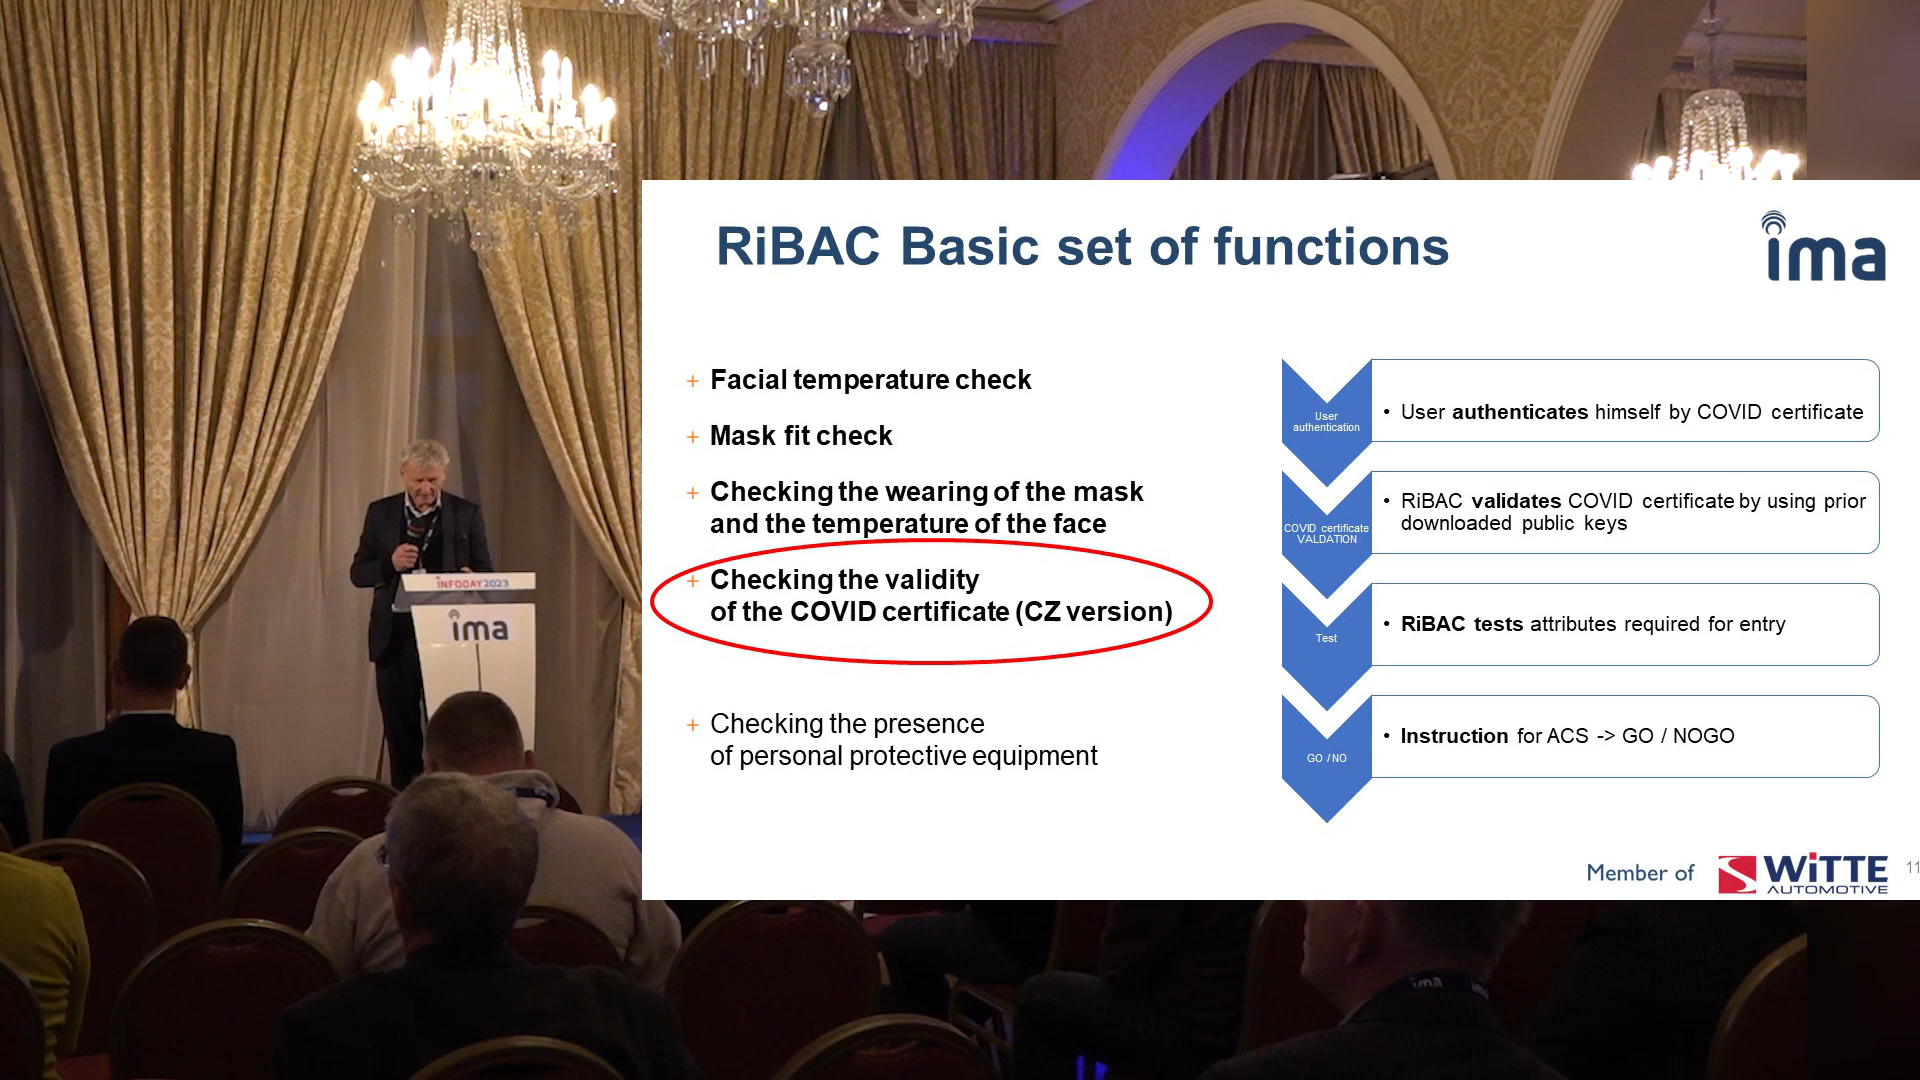 RiBAC Basic set of functions
ima
+ Facial temperature check
+ Mask fit check
+ Checking the wearing of the mask
and the temperature of the face
+ Checking the validity
of the COVID certificate (CZ version)
+ Checking the presence
of personal protective equipment
User
authentication
• User authenticates himself by COVID certificate
COVID certificate
VALDATION
• RiBAC validates COVID certificate by using prior
downloaded public keys
Test
• RiBAC tests attributes required for entry
GO / NO
• Instruction for ACS -> GO / NOGO
Member of
WiTTE
AUTOMOTIVE
11
INFODAY2023
ima
ima